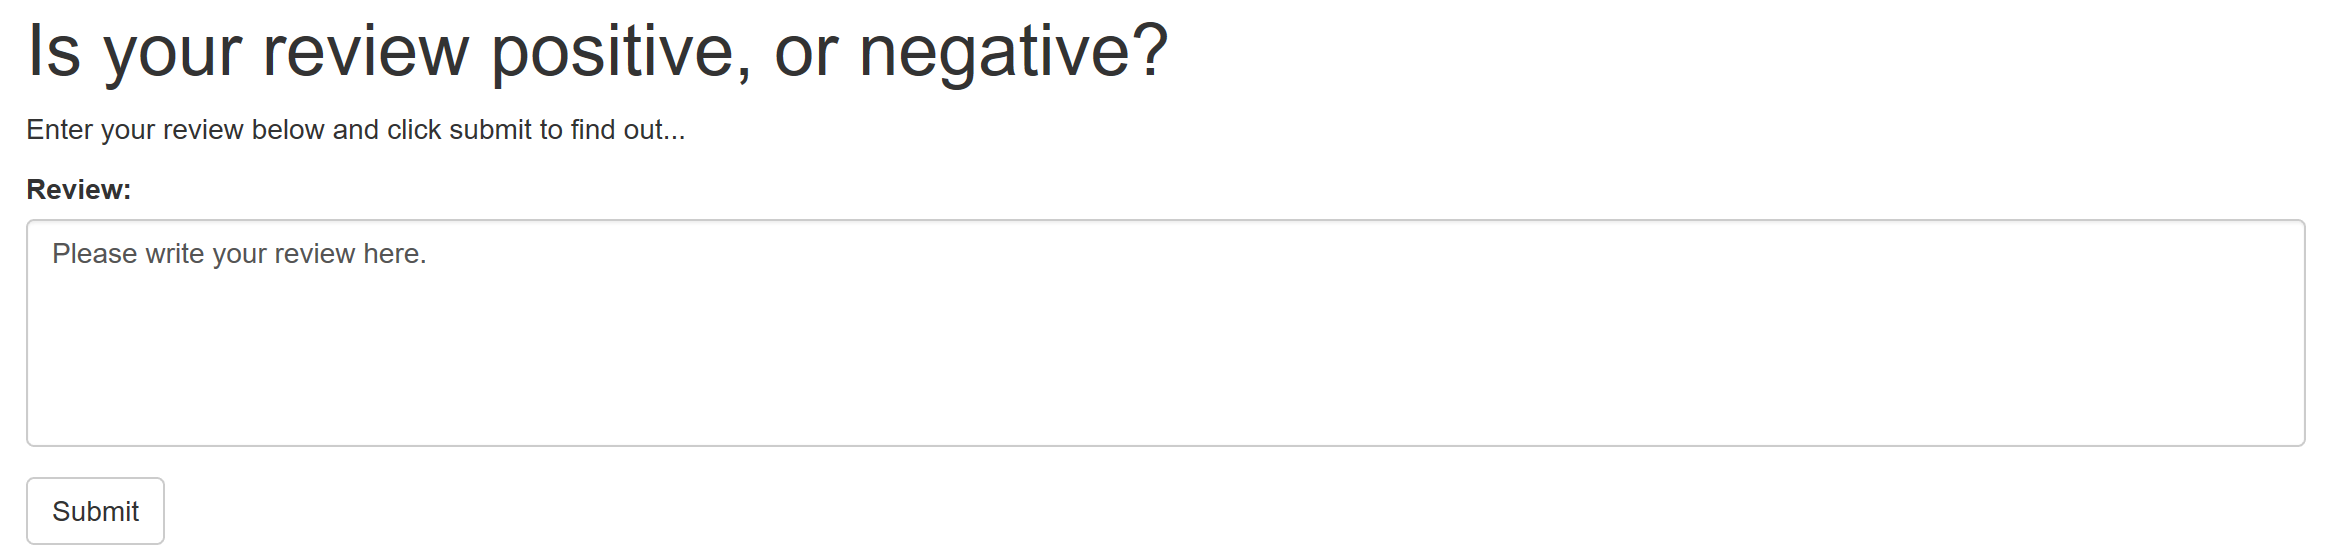 Is your review positive, or negative?
Enter your review below and click submit to find out...
Review:
Please write your review here.
Submit